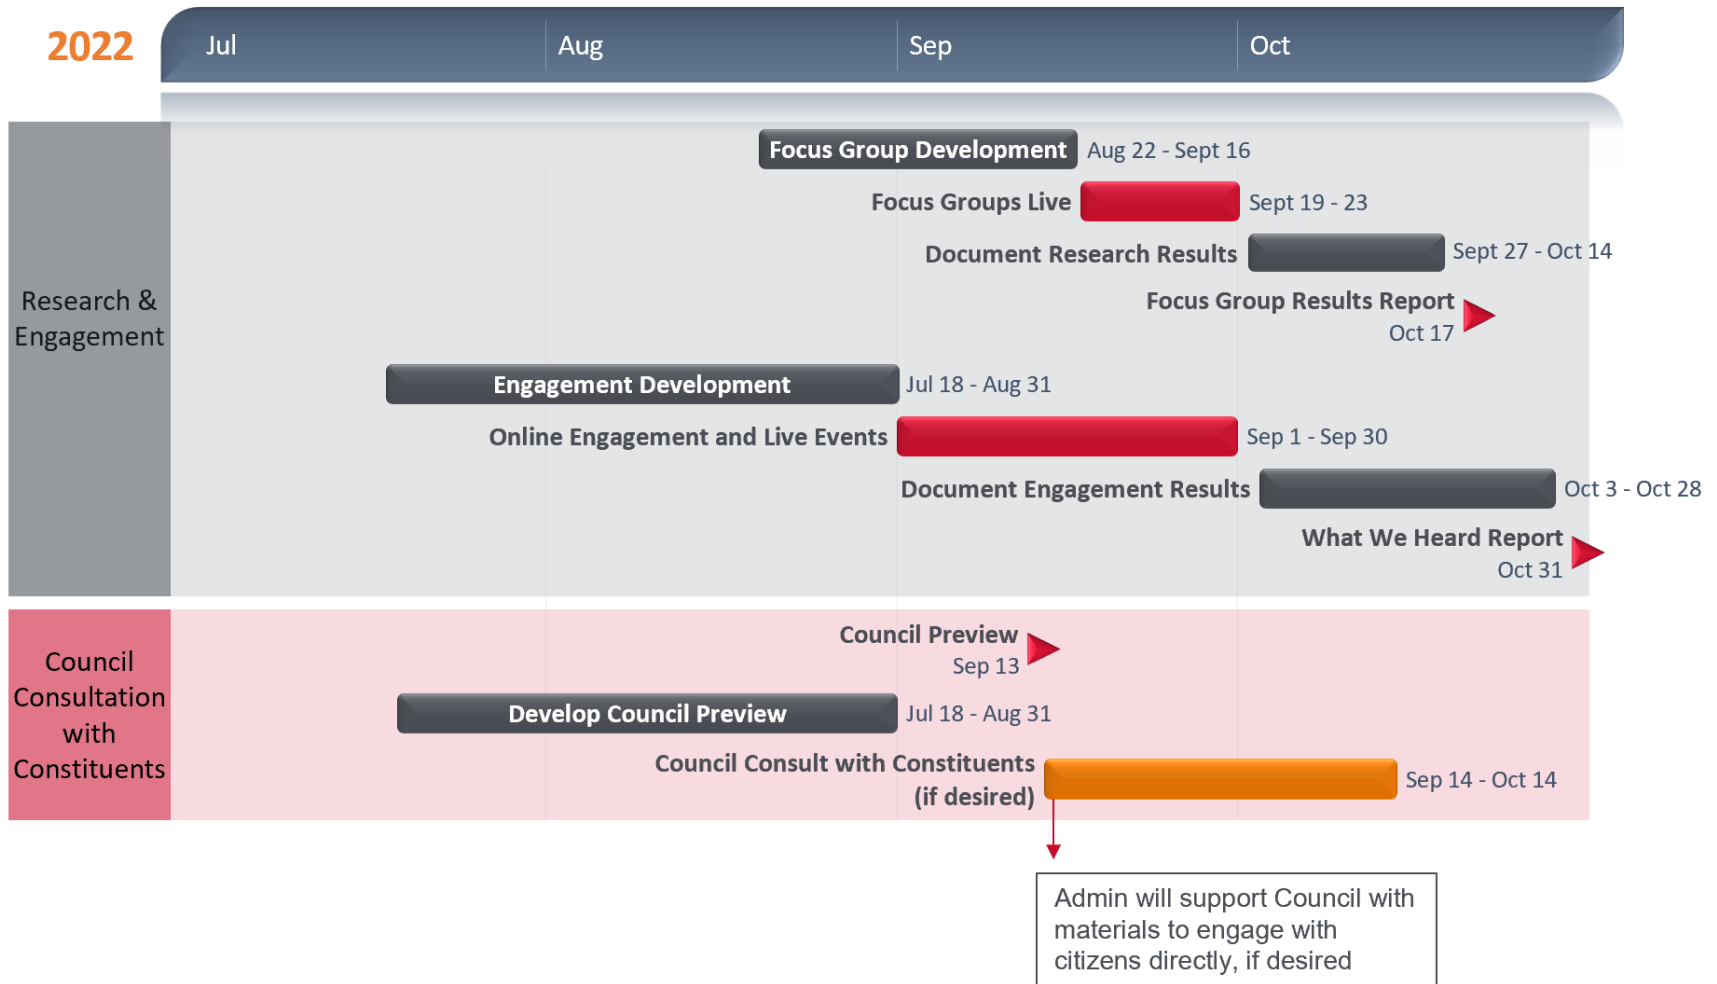 2022
Jul
Aug
Sep
Oct
Research &
Engagement
Focus Group Development
Aug 22 - Sept 16
Focus Groups Live
Sept 19 - 23
Document Research Results
Sept 27 - Oct 14
Focus Group Results Report
Oct 17
Engagement Development
Jul 18 - Aug 31
Online Engagement and Live Events
Sep 1 - Sep 30
Document Engagement Results
Oct 3 - Oct 28
What We Heard Report
Oct 31
Council
Consultation
with
Constituents
Council Preview
Sep 13
Develop Council Preview
Jul 18 - Aug 31
Council Consult with Constituents
(if desired)
Sep 14 - Oct 14
Admin will support Council with
materials to engage with
citizens directly, if desired